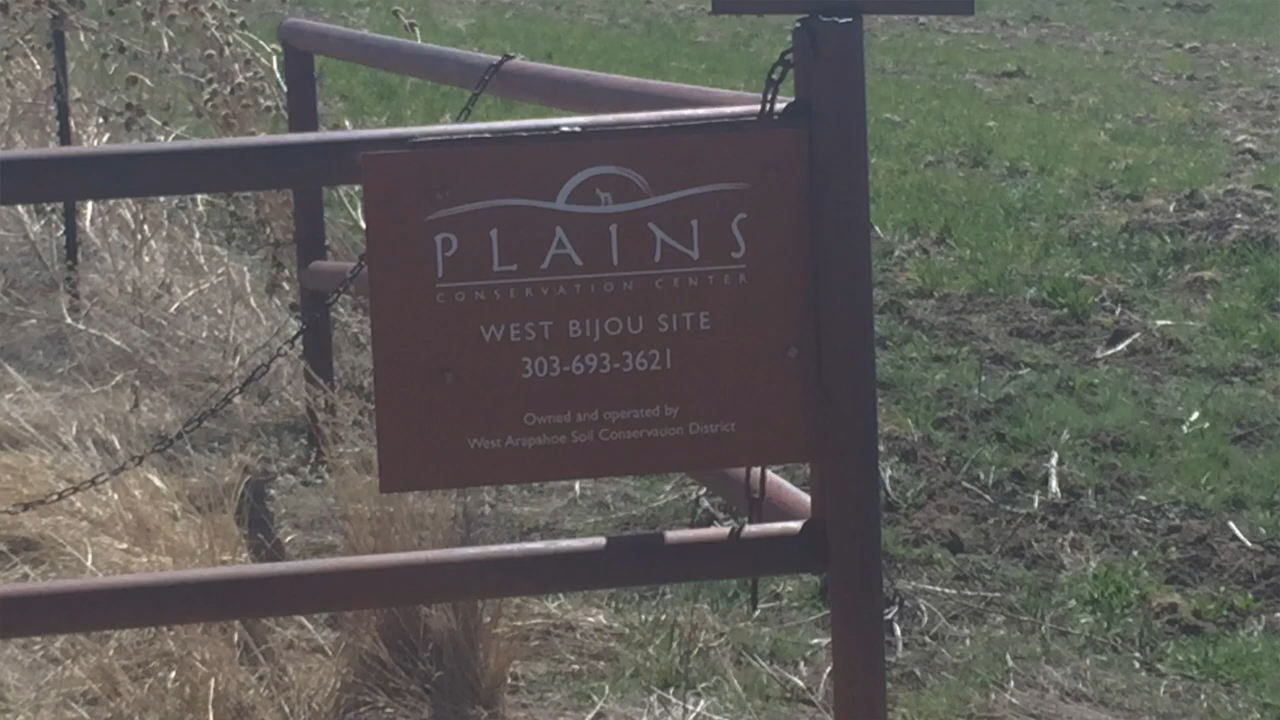 PLAINS
CONSERVATION CENTER
WEST BIJOU SITE
303-693-3621
Owned and operated by
West Arapahoe Soil Conservation District